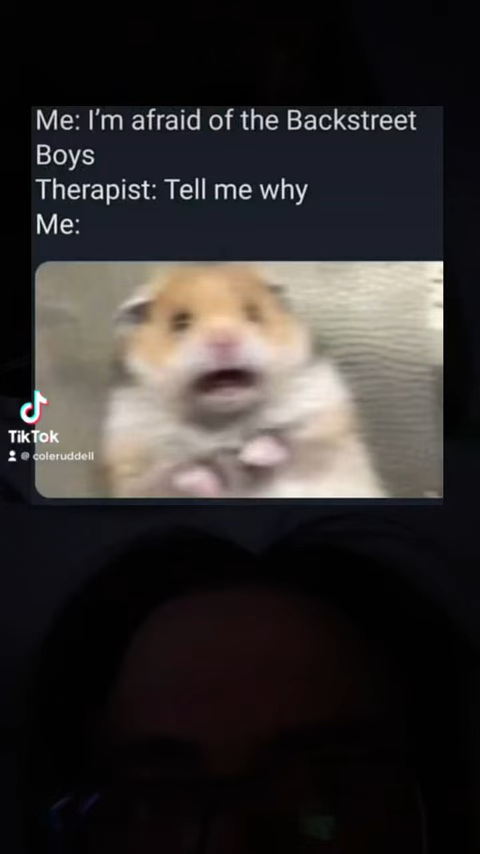 Me: I'm afraid of the Backstreet
Boys
Therapist: Tell me why
Me:
TikTok
@ coleruddell